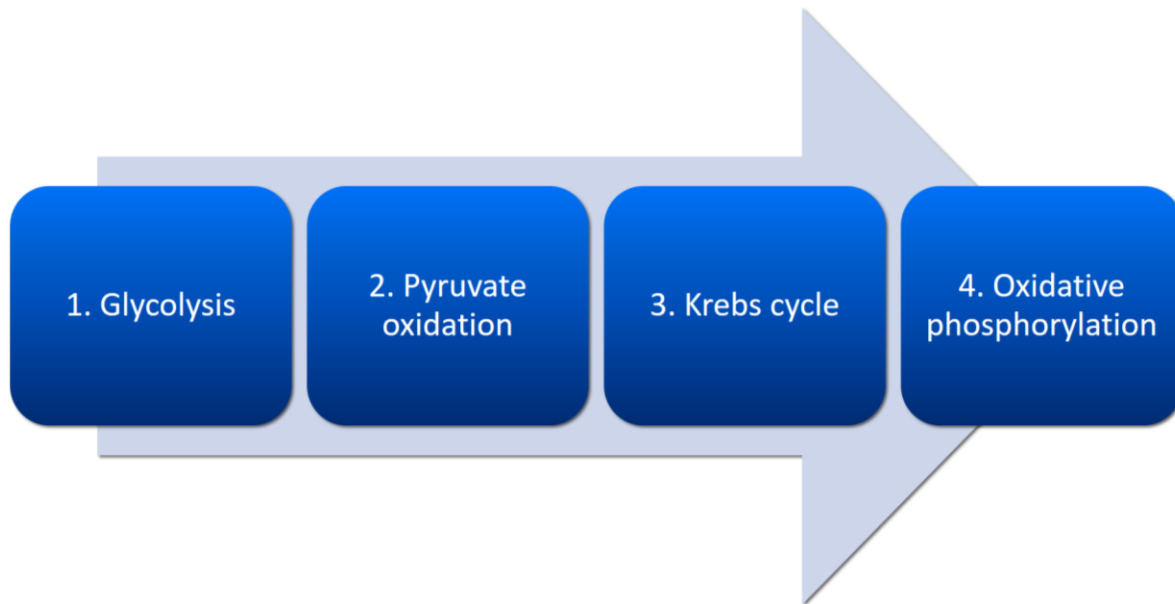 1. Glycolysis
2. Pyruvate
oxidation
3. Krebs cycle
4. Oxidative
phosphorylation